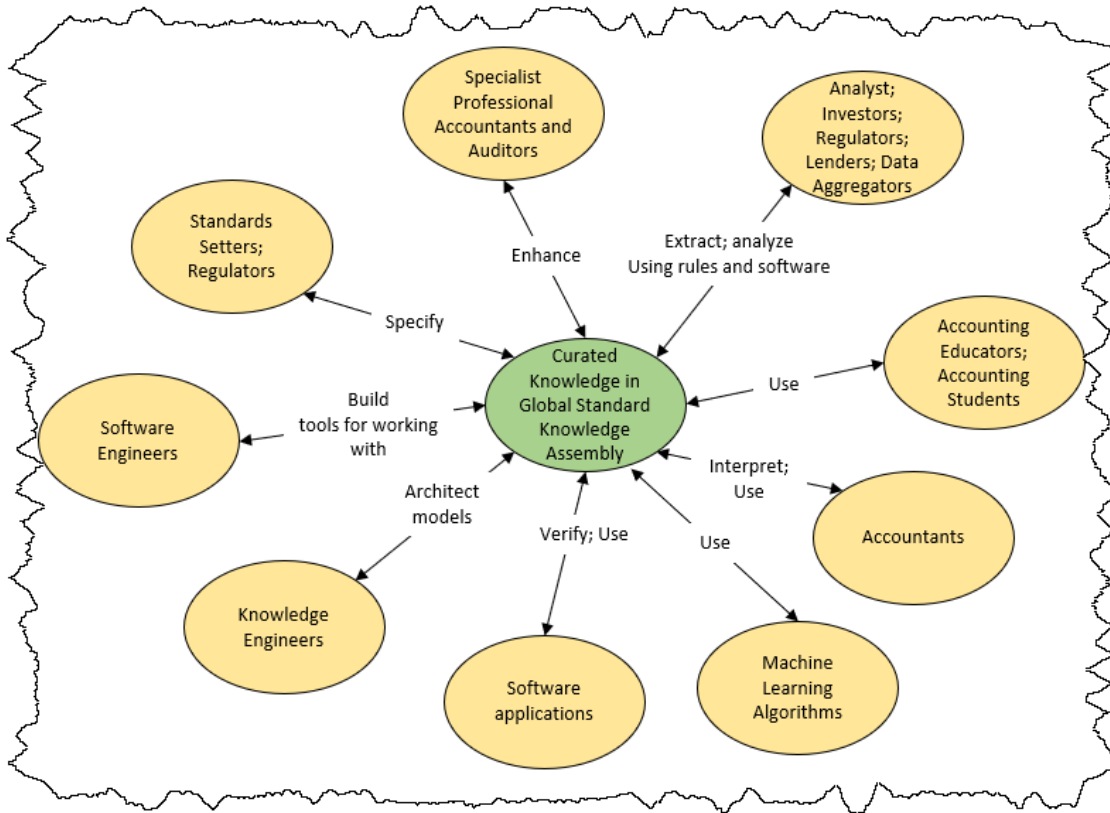 Specialist
Professional
Accountants and
Auditors
Analyst;
Investors;
Regulators;
Lenders; Data
Aggregators
Standards
Setters;
Regulators
Enhance
Extract; analyze
Using rules and software
Specify
Accounting
Educators;
Accounting
Students
Curated
Knowledge in
Global Standard
Knowledge
Assembly
Use
Build
tools for working
with
Software
Engineers
Interpret;
Use
Architect
models
Verify; Use
Use
Accountants
Knowledge
Engineers
Software
applications
Machine
Learning
Algorithms